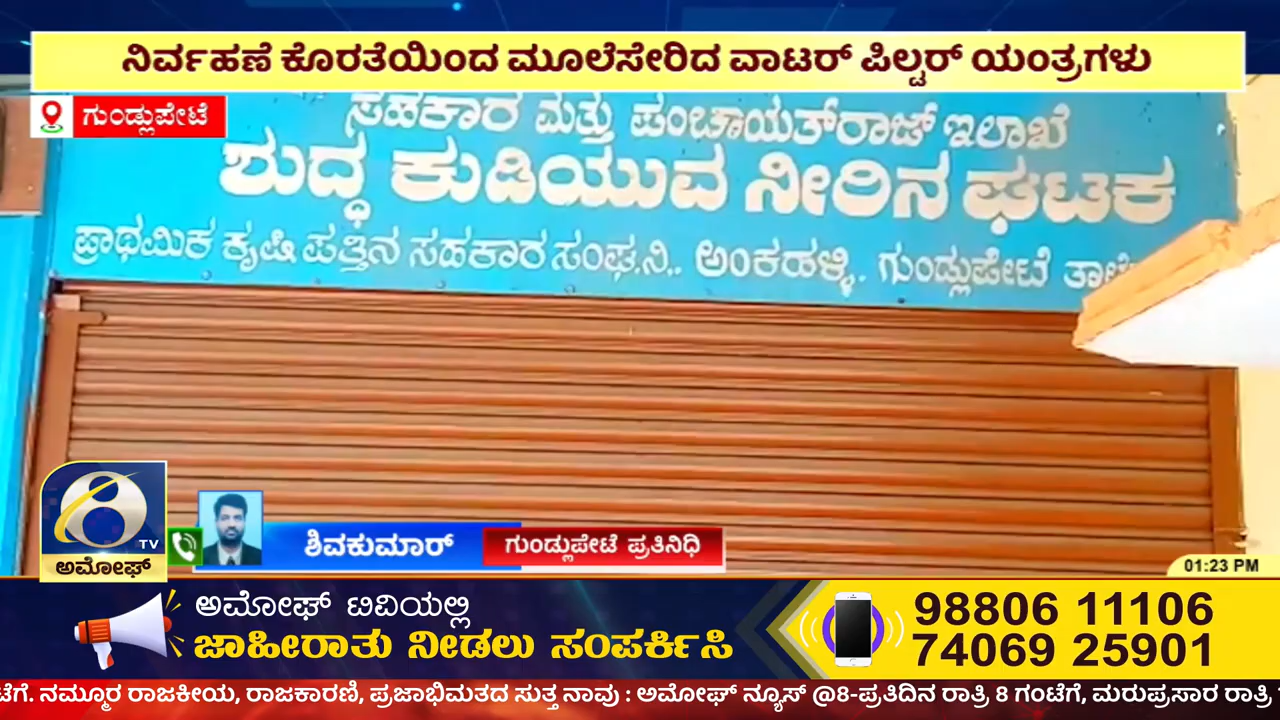 ನಿರ್ವಹಣೆ ಕೊರತೆಯಿಂದ ಮೂಲೆಸೇರಿದ ವಾಟರ್ ಪಿಲ್ಟರ್ ಯಂತ್ರಗಳು
ಗುಂಡ್ಲುಪೇಟೆ
ಸಹಕಾರ ಮತ್ತು ಪಂಚಾಯತ್‌ರಾಜ್ ಇಲಾಖೆ
ಶುದ್ಧ ಕುಡಿಯುವ ನೀರಿನ ಘಟಕ
ಪ್ರಾಥಮಿಕ ಕೃಷಿ ಪತ್ತಿನ ಸಹಕಾರ ಸಂಘ.ನಿ.. ಅಂಕಹಳ್ಳಿ. ಗುಂಡ್ಲುಪೇಟೆ
8 TV
ಅಮೋಘ್
ಶಿವಕುಮಾರ್ ಗುಂಡ್ಲುಪೇಟೆ ಪ್ರತಿನಿಧಿ
01:23 PM
ಅಮೋಘ್ ಟಿವಿಯಲ್ಲಿ
ಜಾಹೀರಾತು ನೀಡಲು ಸಂಪರ್ಕಿಸಿ
98806 11106
74069 25901
ಟೆಗೆ. ನಮ್ಮೂರ ರಾಜಕೀಯ, ರಾಜಕಾರಣಿ, ಪ್ರಜಾಭಿಮತದ ಸುತ್ತ ನಾವು : ಅಮೋಘ್ ನ್ಯೂಸ್ @8-ಪ್ರತಿದಿನ ರಾತ್ರಿ 8 ಗಂಟೆಗೆ, ಮರುಪ್ರಸಾರ ರಾತ್ರಿ